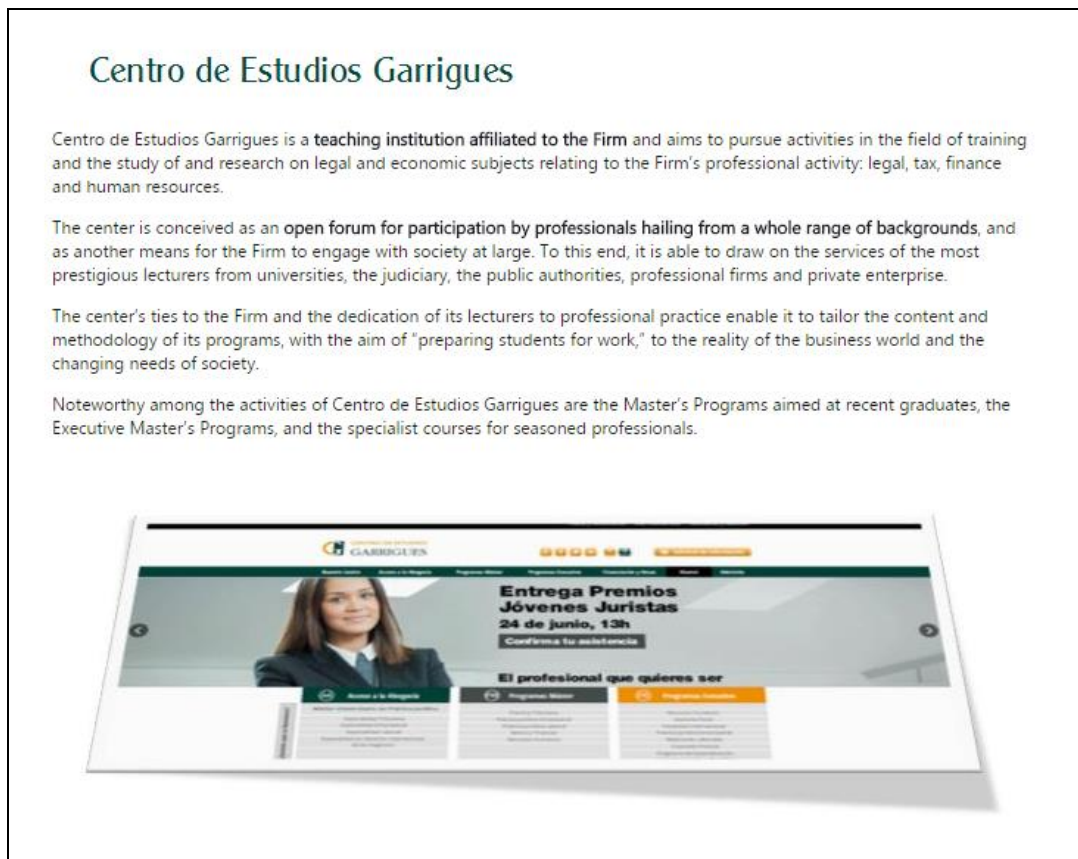 Centro de Estudios Garrigues
Centro de Estudios Garrigues is a teaching institution affiliated to the Firm and aims to pursue activities in the field of training
and the study of and research on legal and economic subjects relating to the Firm's professional activity: legal, tax, finance
and human resources.
The center is conceived as an open forum for participation by professionals hailing from a whole range of backgrounds, and
as another means for the Firm to engage with society at large. To this end, it is able to draw on the services of the most
prestigious lecturers from universities, the judiciary, the public authorities, professional firms and private enterprise.
The center's ties to the Firm and the dedication of its lecturers to professional practice enable it to tailor the content and
methodology of its programs, with the aim of "preparing students for work," to the reality of the business world and the
changing needs of society.
Noteworthy among the activities of Centro de Estudios Garrigues are the Master's Programs aimed at recent graduates, the
Executive Master's Programs, and the specialist courses for seasoned professionals.
CENTRO DE ESTUDIOS
GARRIGUES
Entrega Premios
Jóvenes Juristas
24 de junio, 13h
Confirma tu asistencia
El profesional que quieres ser
Acceso a la Abogacía
Programas Máster
Programas Executive